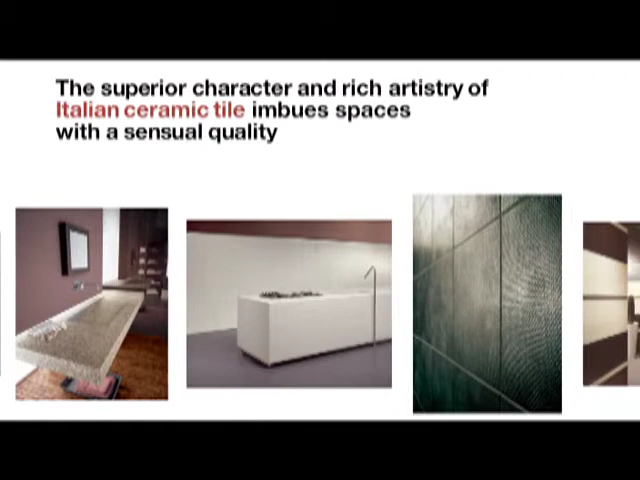 The superior character and rich artistry of
Italian ceramic tile imbues spaces
with a sensual quality